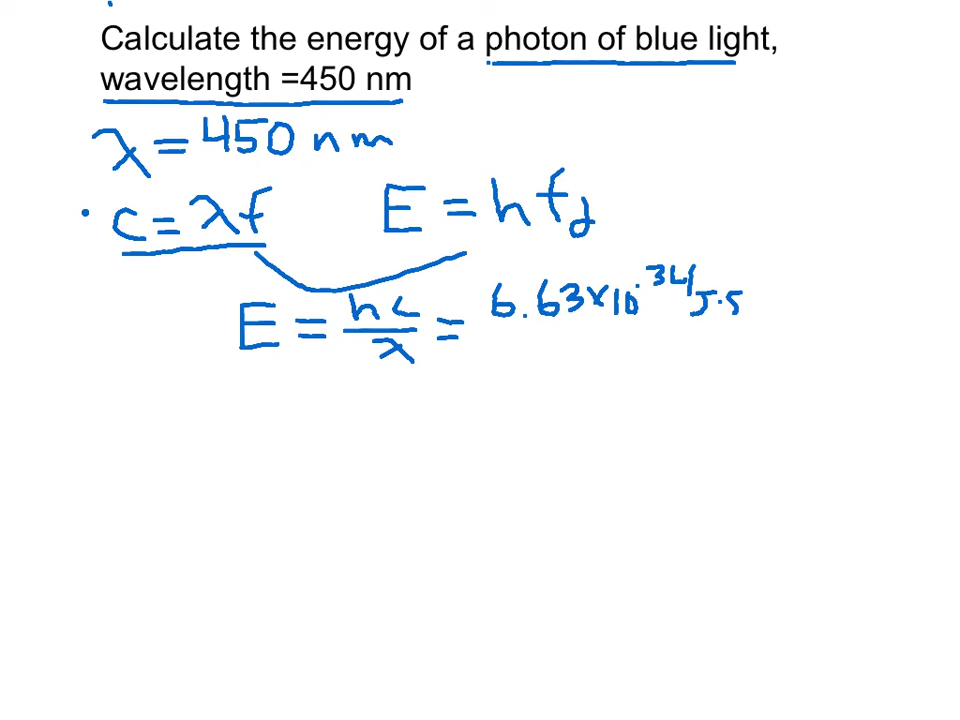 Calculate the energy of a photon of blue light,
wavelength =450 nm
λ = 450 nm
c = λf E = hf
E = hc/λ = 6.63×10⁻³⁴ J·s